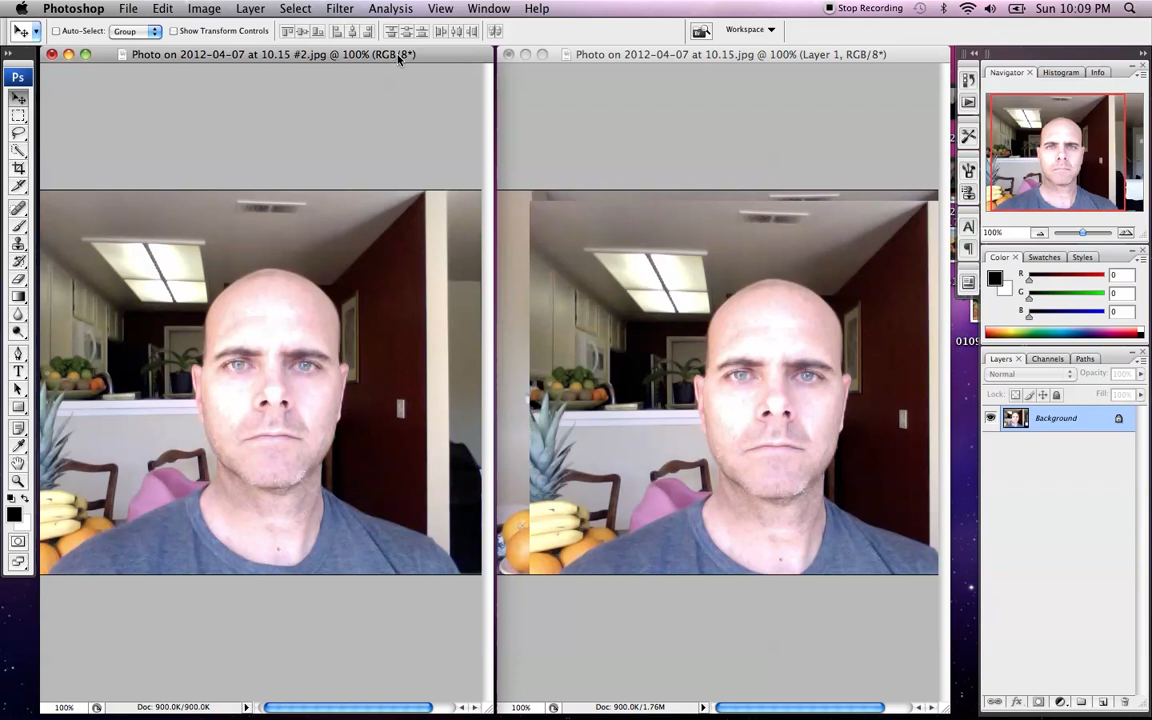 Photoshop File Edit Image Layer Select Filter Analysis View Window Help Stop Recording Sun 10:09 PM
Auto-Select: Group Show Transform Controls Workspace
Photo on 2012-04-07 at 10.15 #2.jpg @ 100% (RGB/8*)
Photo on 2012-04-07 at 10.15.jpg @ 100% (Layer 1, RGB/8*)
Ps
Navigator Histogram Info
100%
Color Swatches Styles
R 0
G 0
B 0
Layers Channels Paths
Normal Opacity: 100%
Lock: Fill: 100%
Background
0109
100% Doc: 900.0K/900.0K
100% Doc: 900.0K/1.76M